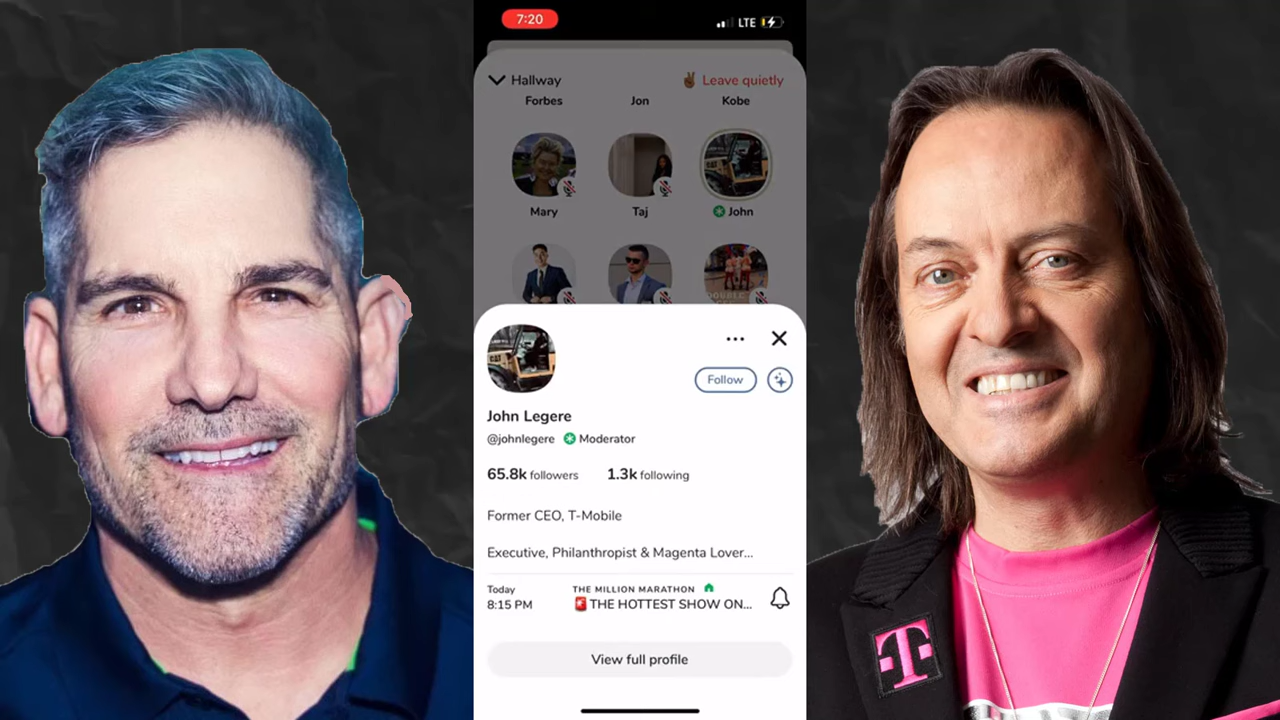 7:20
LTE
Hallway
✌🏾 Leave quietly
Forbes
Jon
Kobe
Mary
Taj
John
DOUBLE
Follow
John Legere
@johnlegere Moderator
65.8k followers 1.3k following
Former CEO, T-Mobile
Executive, Philanthropist & Magenta Lover...
Today
THE MILLION MARATHON
8:15 PM
🚨 THE HOTTEST SHOW ON...
View full profile
T